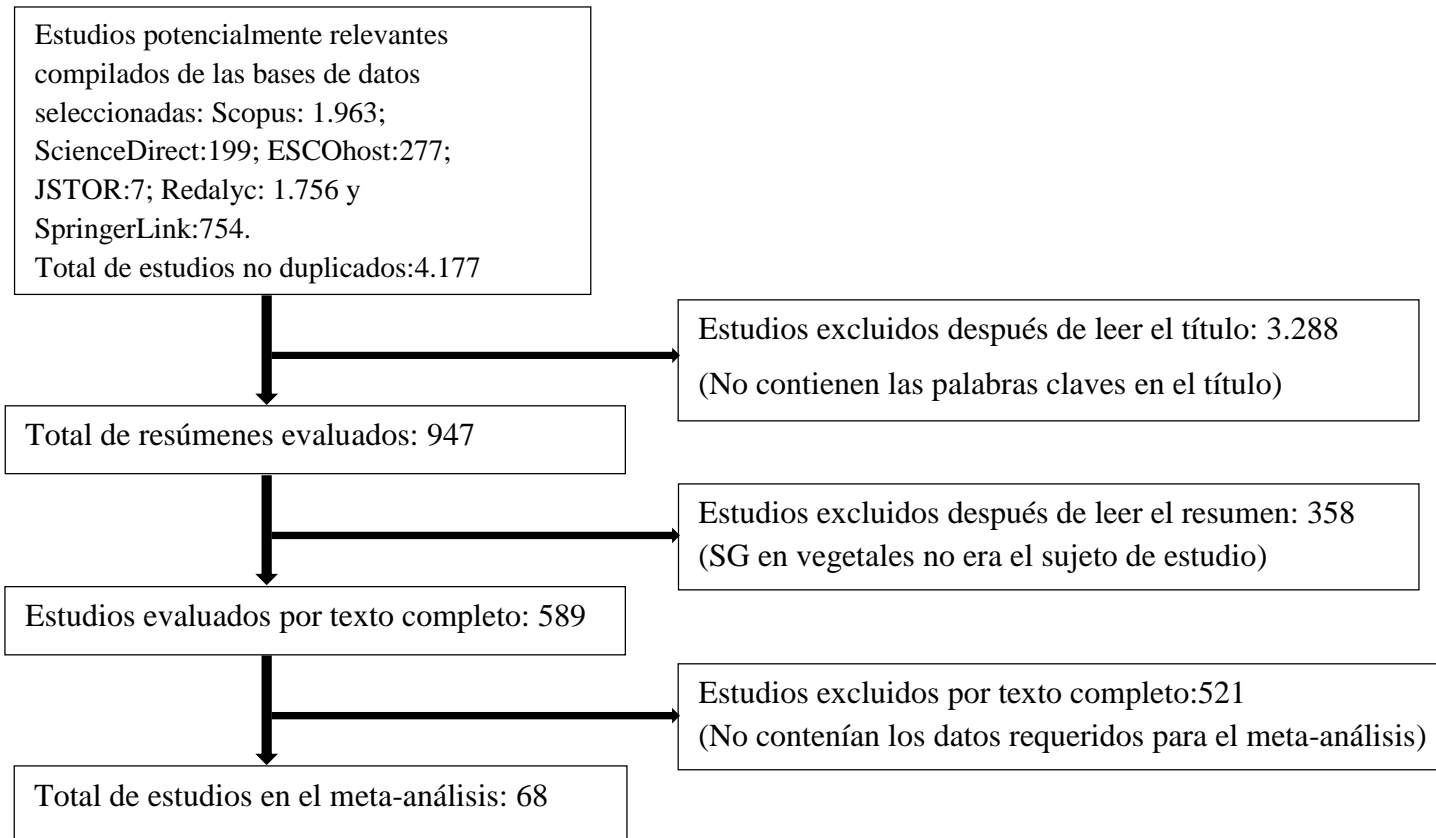 Estudios potencialmente relevantes
compilados de las bases de datos
seleccionadas: Scopus: 1.963;
ScienceDirect:199; ESCOhost:277;
JSTOR:7; Redalyc: 1.756 y
SpringerLink:754.
Total de estudios no duplicados:4.177
Estudios excluidos después de leer el título: 3.288
(No contienen las palabras claves en el título)
Total de resúmenes evaluados: 947
Estudios excluidos después de leer el resumen: 358
(SG en vegetales no era el sujeto de estudio)
Estudios evaluados por texto completo: 589
Estudios excluidos por texto completo:521
(No contenían los datos requeridos para el meta-análisis)
Total de estudios en el meta-análisis: 68